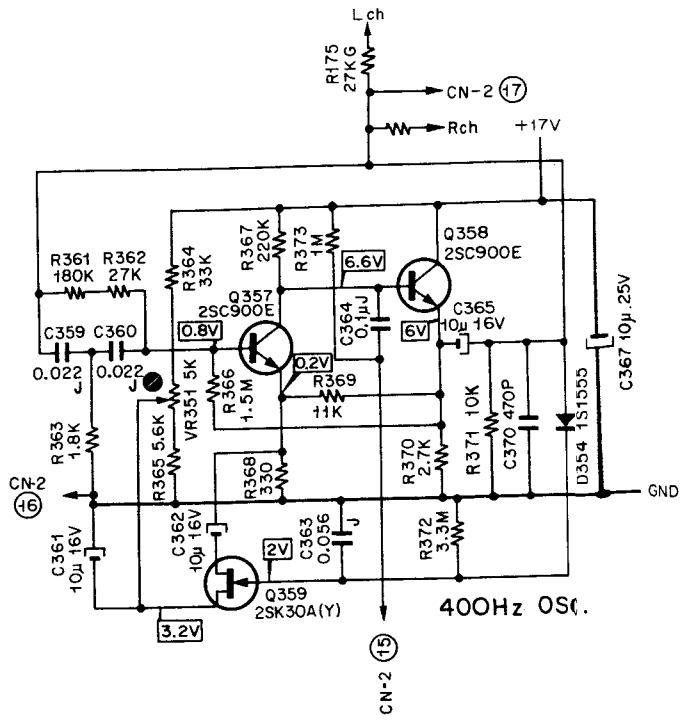 Lch
R175
27KG
CN-2 17
Rch
+17V
R361
180K
R362
27K
R364
33K
R367
220K
R373
1M
6.6V
Q358
2SC900E
Q357
2SC900E
C359
0.022
J
C360
0.022
J
0.8V
C364
0.1μJ
6V
C365
10μ 16V
C367 10μ.25V
0.2V
VR351 5K
R366
1.5M
R369
11K
R363
1.8K
R365 5.6K
R368
330
R370
2.7K
R371 10K
C370 470P
D354 1S1555
CN-2
16
GND
C361
10μ 16V
C362
10μ 16V
C363
0.056
J
R372
3.3M
2V
Q359
2SK30A(Y)
3.2V
400Hz OSC.
CN-2 15